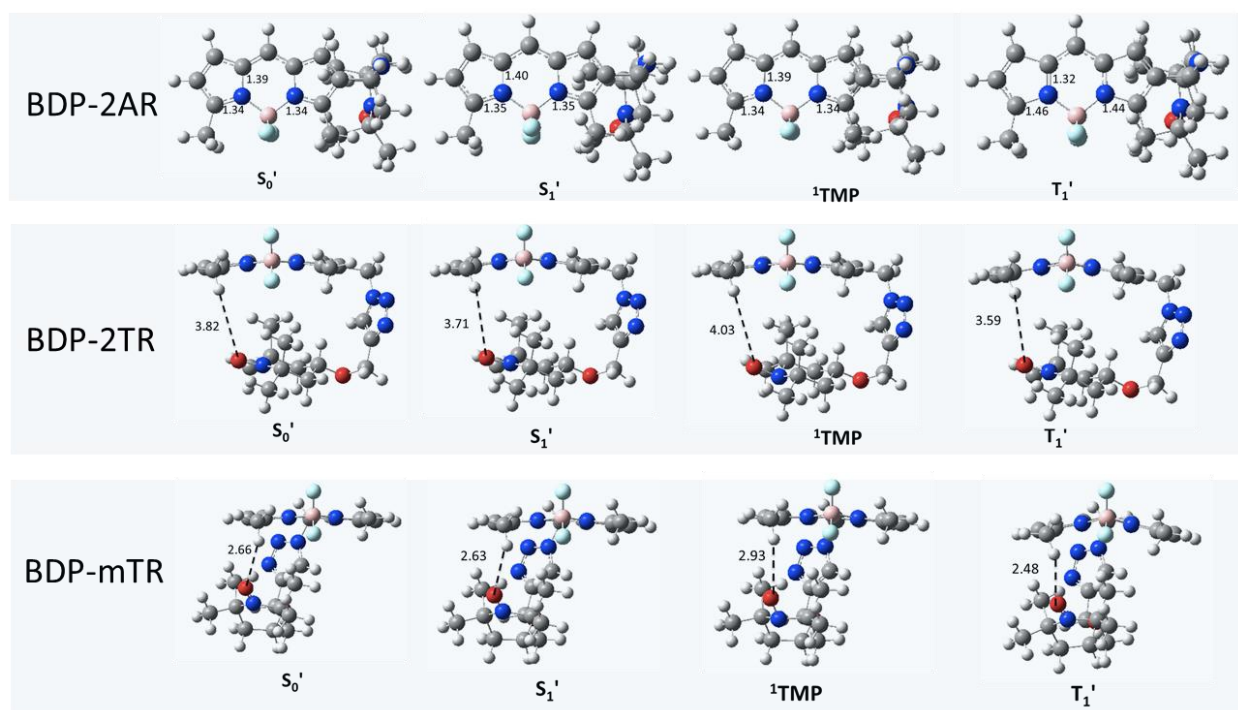 BDP-2AR
1.39
1.34
1.34
1.40
1.35
1.35
1.39
1.34
1.34
1.32
1.46
1.44
S0'
S1'
1TMP
T1'
BDP-2TR
3.82
3.71
4.03
3.59
S0'
S1'
1TMP
T1'
BDP-mTR
2.66
2.63
2.93
2.48
S0'
S1'
1TMP
T1'